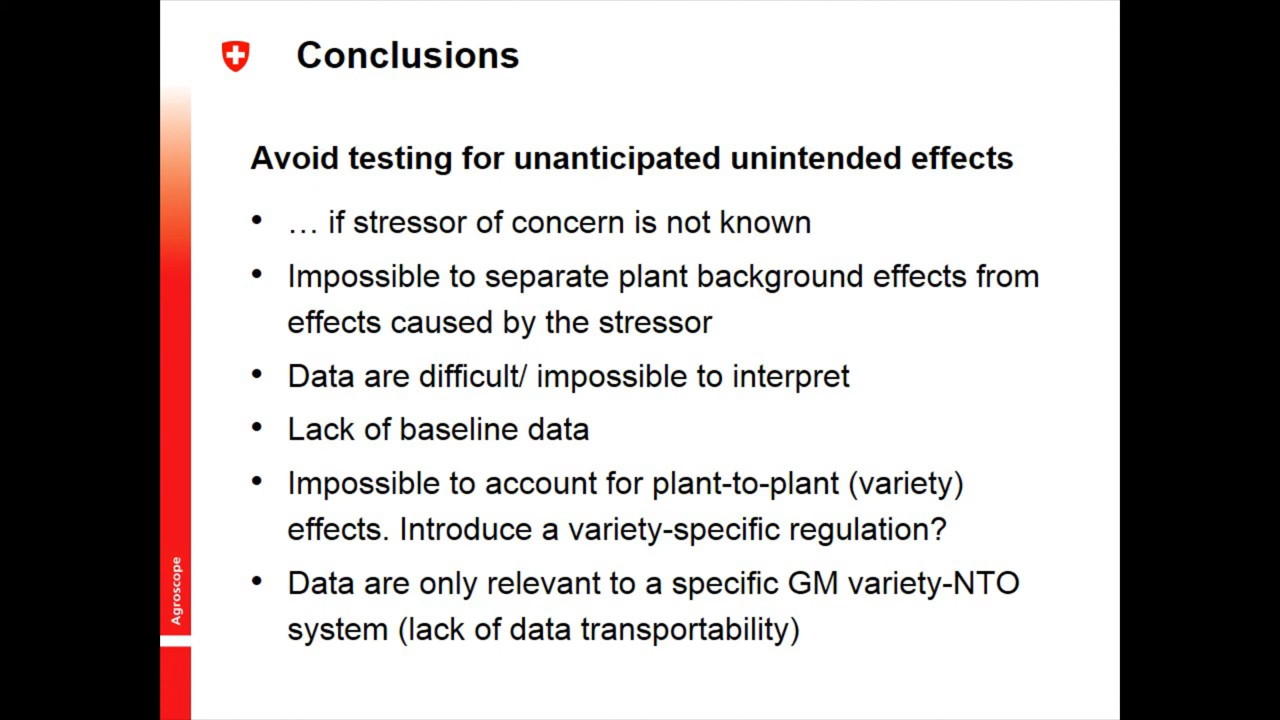 Conclusions
Avoid testing for unanticipated unintended effects
• … if stressor of concern is not known
• Impossible to separate plant background effects from
effects caused by the stressor
• Data are difficult/ impossible to interpret
• Lack of baseline data
• Impossible to account for plant-to-plant (variety)
effects. Introduce a variety-specific regulation?
• Data are only relevant to a specific GM variety-NTO
system (lack of data transportability)
Agroscope